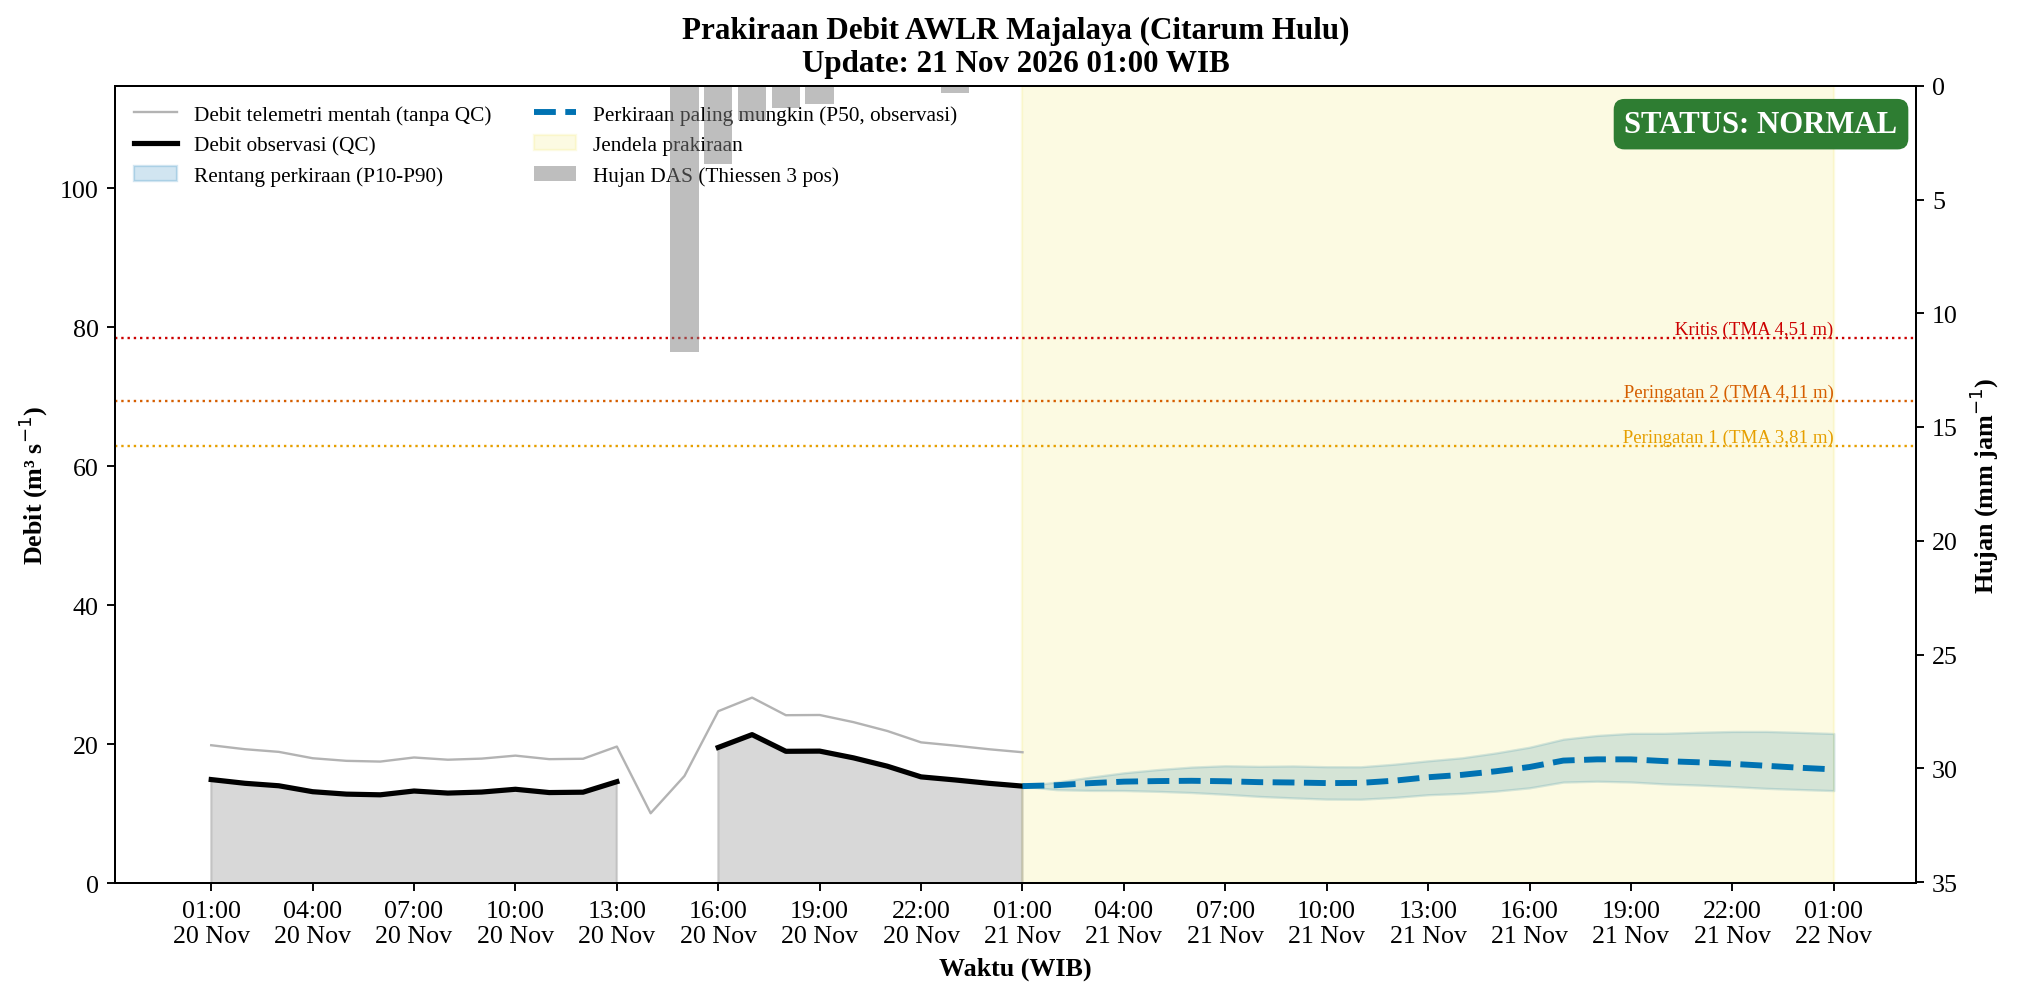 Prakiraan Debit AWLR Majalaya (Citarum Hulu)
Update: 21 Nov 2026 01:00 WIB
Debit telemetri mentah (tanpa QC)
Debit observasi (QC)
Rentang perkiraan (P10-P90)
Perkiraan paling mungkin (P50, observasi)
Jendela prakiraan
Hujan DAS (Thiessen 3 pos)
STATUS: NORMAL
Kritis (TMA 4,51 m)
Peringatan 2 (TMA 4,11 m)
Peringatan 1 (TMA 3,81 m)
Debit (m³ s⁻¹)
100
80
60
40
20
0
Hujan (mm jam⁻¹)
0
5
10
15
20
25
30
35
01:00 04:00 07:00 10:00 13:00 16:00 19:00 22:00 01:00 04:00 07:00 10:00 13:00 16:00 19:00 22:00 01:00
20 Nov 20 Nov 20 Nov 20 Nov 20 Nov 20 Nov 20 Nov 20 Nov 21 Nov 21 Nov 21 Nov 21 Nov 21 Nov 21 Nov 21 Nov 21 Nov 22 Nov
Waktu (WIB)